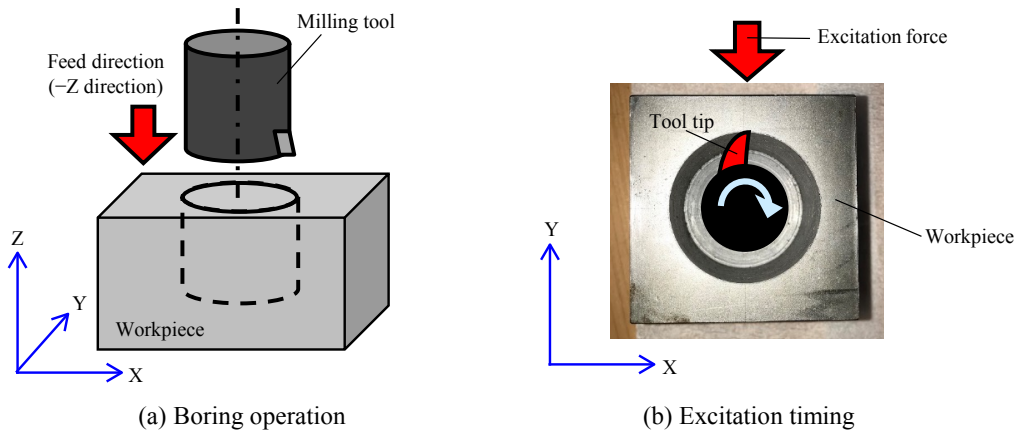 Milling tool
Feed direction
(−Z direction)
Z
Y
Workpiece
X
(a) Boring operation
Excitation force
Tool tip
Y
Workpiece
X
(b) Excitation timing